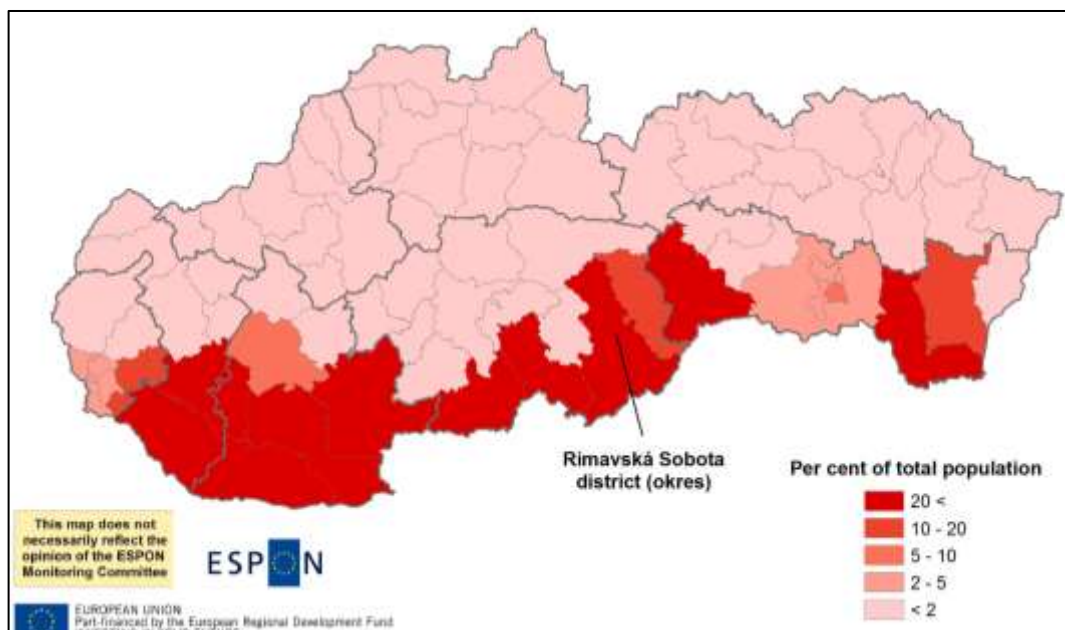 Rimavská Sobota
district (okres)
Per cent of total population
20 <
10 - 20
5 - 10
2 - 5
< 2
This map does not
necessarily reflect the
opinion of the ESPON
Monitoring Committee
ESPON
EUROPEAN UNION
Part-financed by the European Regional Development Fund